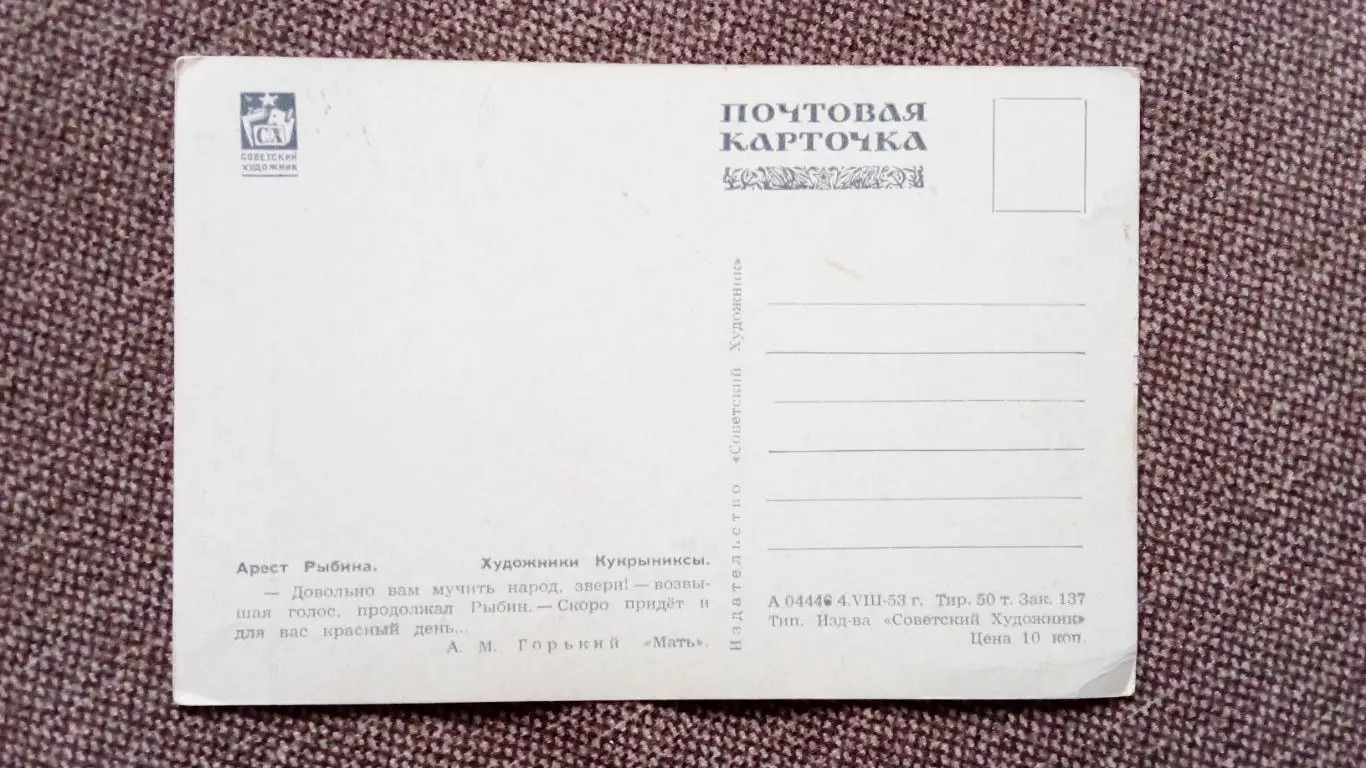 СХ
СОВЕТСКИЙ
ХУДОЖНИК
ПОЧТОВАЯ
КАРТОЧКА
Издательство «Советский Художник»
Арест Рыбина. Художники Кукрыниксы.
— Довольно вам мучить народ, звери! — возвы-
шая голос, продолжал Рыбин. — Скоро придёт и
для вас красный день...
А. М. Горький «Мать».
А 04446 4.VIII-53 г. Тир. 50 т. Зак. 137
Тип. Изд-ва «Советский Художник»
Цена 10 коп.